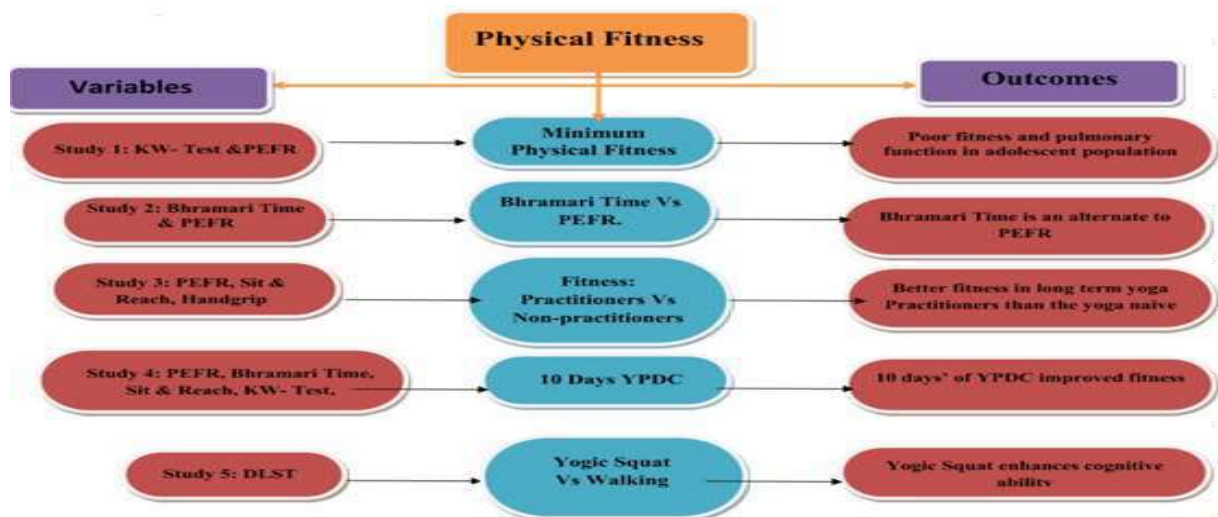 Physical Fitness
Variables
Outcomes
Study 1: KW- Test &PEFR
Minimum
Physical Fitness
Poor fitness and pulmonary
function in adolescent population
Study 2: Bhramari Time
& PEFR
Bhramari Time Vs
PEFR.
Bhramari Time is an alternate to
PEFR
Study 3: PEFR, Sit &
Reach, Handgrip
Fitness:
Practitioners Vs
Non-practitioners
Better fitness in long term yoga
Practitioners than the yoga naive
Study 4: PEFR, Bhramari Time,
Sit & Reach, KW- Test,
10 Days YPDC
10 days’ of YPDC improved fitness
Study 5: DLST
Yogic Squat
Vs Walking
Yogic Squat enhances cognitive
ability